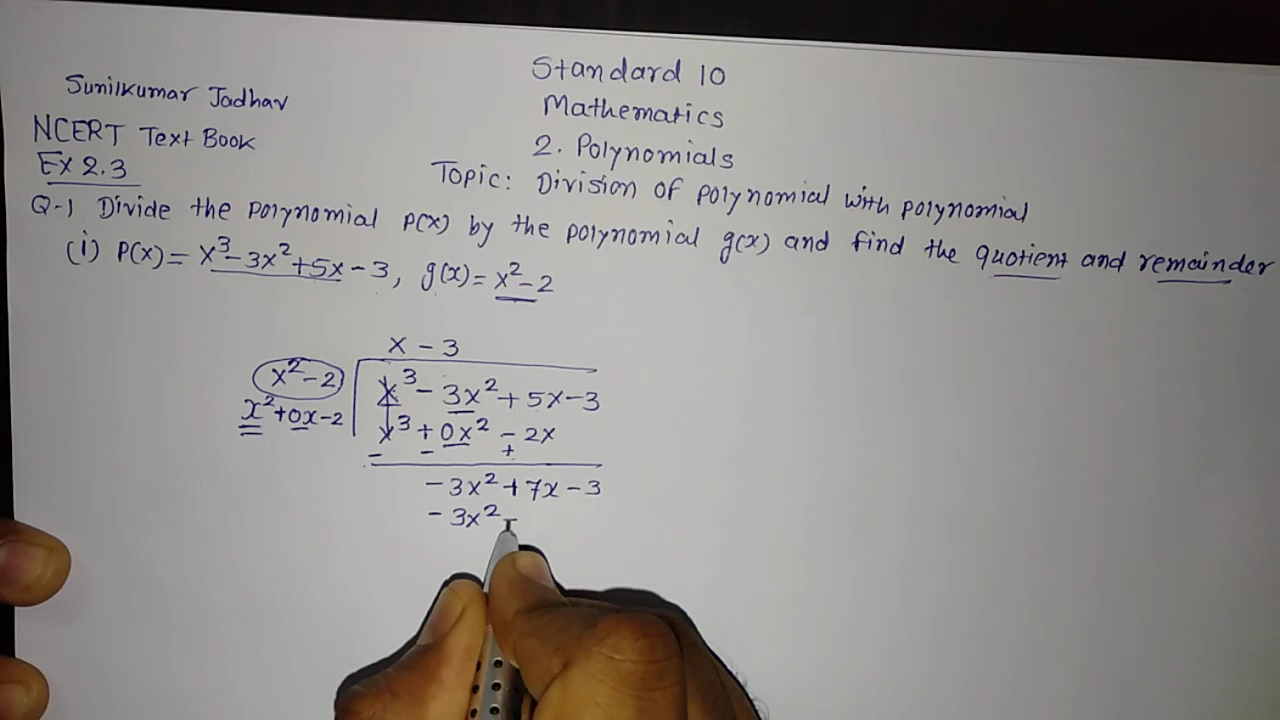 Standard 10
Sunilkumar Jadhav
Mathematics
NCERT Text Book
2. Polynomials
Ex 2.3
Topic: Division of polynomial with polynomial
Q-1 Divide the polynomial p(x) by the polynomial g(x) and find the quotient and remainder
(i) P(x) = x³ - 3x² + 5x - 3, g(x) = x² - 2
x - 3
x² - 2
x³ - 3x² + 5x - 3
x² + 0x - 2
x³ + 0x² - 2x
- - +
- 3x² + 7x - 3
- 3x² -